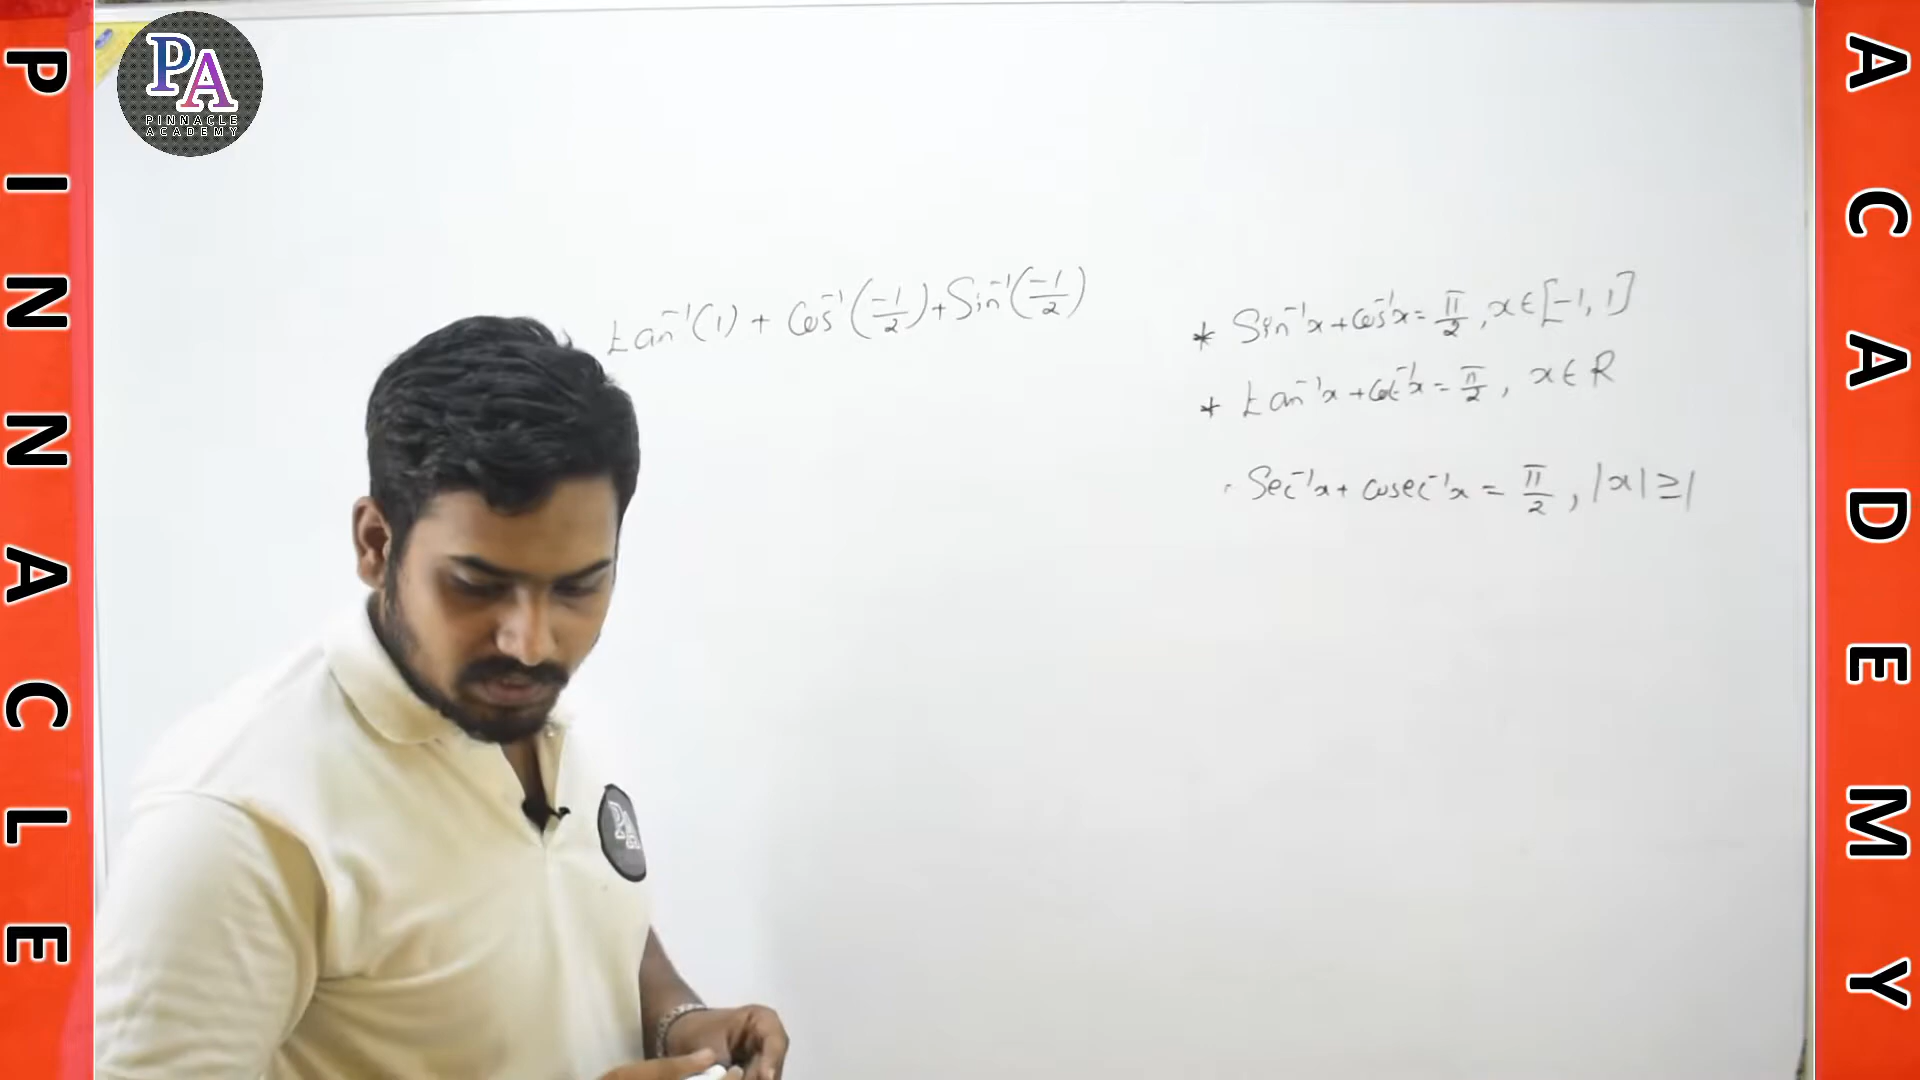 PINNACLE
PA
PINNACLE
ACADEMY
tan⁻¹(1) + Cos⁻¹(-1/2) + Sin⁻¹(-1/2)
* Sin⁻¹x + Cos⁻¹x = π/2, x ∈ [-1, 1]
* tan⁻¹x + Cot⁻¹x = π/2, x ∈ R
Sec⁻¹x + cosec⁻¹x = π/2, |x| ≥ 1
PA
ACADEMY